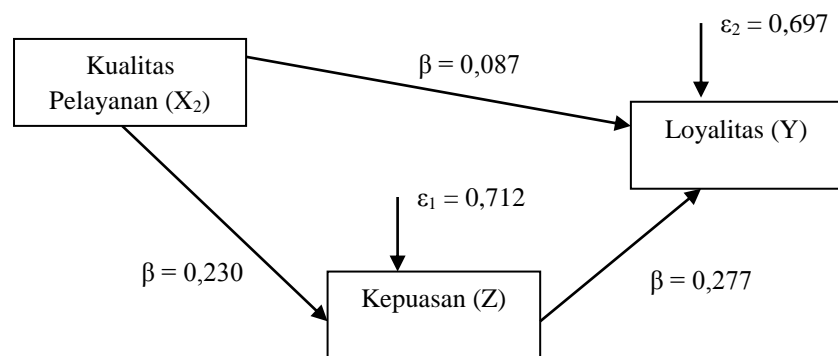 ε₂ = 0,697
Kualitas
Pelayanan (X₂)
β = 0,087
Loyalitas (Y)
ε₁ = 0,712
β = 0,230
Kepuasan (Z)
β = 0,277